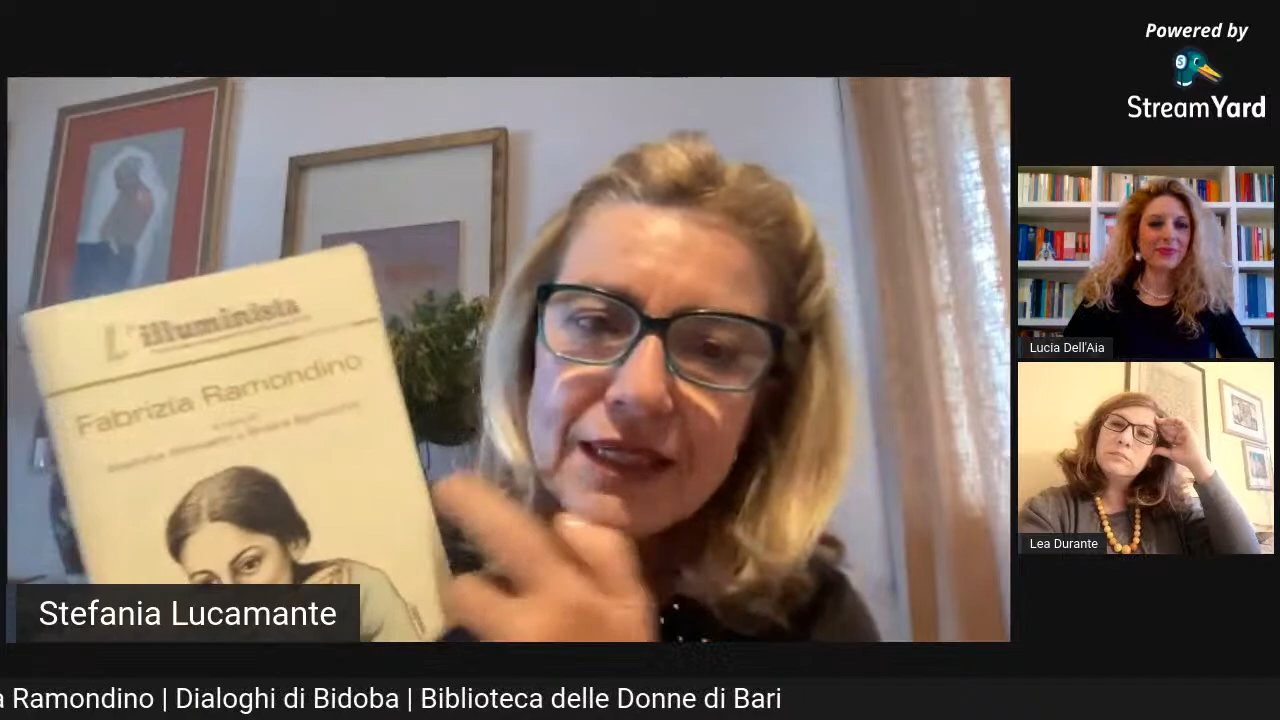 Powered by
StreamYard
L'illuminista
Fabrizia Ramondino
Stefania Lucamante
Lucia Dell'Aia
Lea Durante
a Ramondino | Dialoghi di Bidoba | Biblioteca delle Donne di Bari